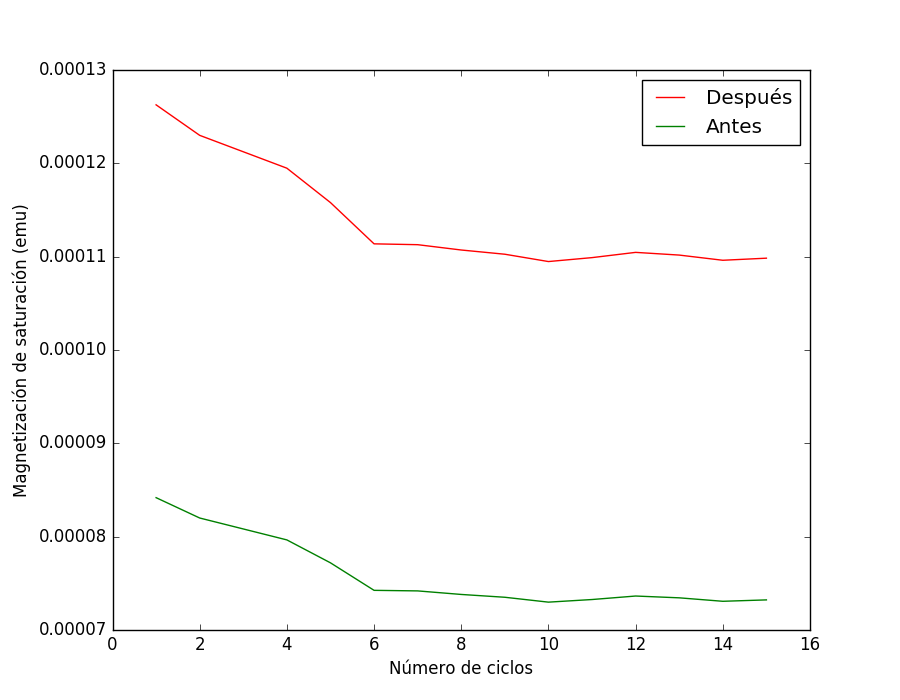 0.00013
0.00012
0.00011
0.00010
0.00009
0.00008
0.00007
Magnetización de saturación (emu)
Después
Antes
0 2 4 6 8 10 12 14 16
Número de ciclos